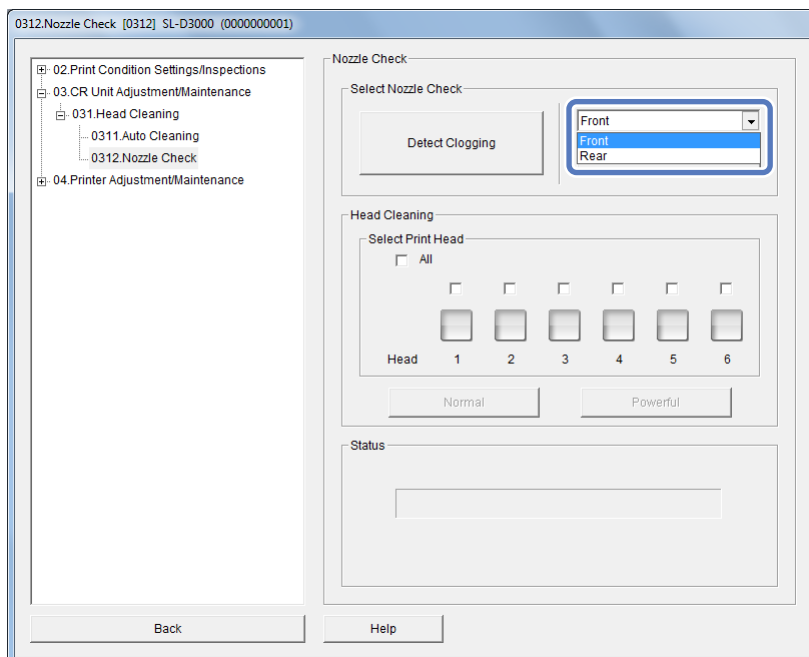 0312.Nozzle Check [0312] SL-D3000 (0000000001)
02.Print Condition Settings/Inspections
03.CR Unit Adjustment/Maintenance
031.Head Cleaning
0311.Auto Cleaning
0312.Nozzle Check
04.Printer Adjustment/Maintenance
Nozzle Check
Select Nozzle Check
Detect Clogging
Front
Front
Rear
Head Cleaning
Select Print Head
All
Head 1 2 3 4 5 6
Normal Powerful
Status
Back Help